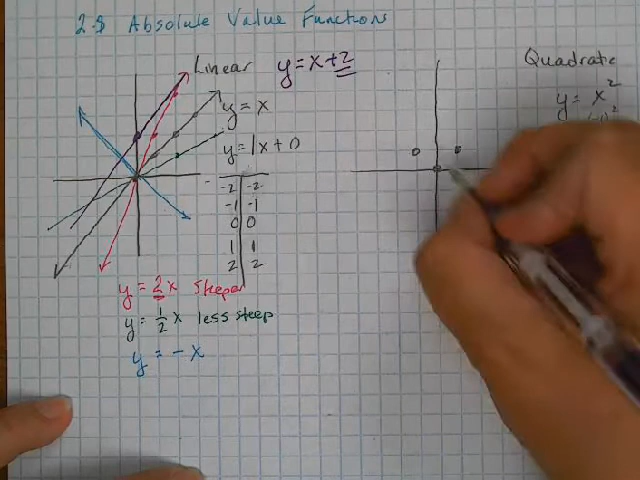 2.8 Absolute Value Functions
Linear y = x + 2
y = x
y = 1x + 0
-2 -2
-1 -1
0 0
1 1
2 2
y = 2x steeper
y = 1/2 x less steep
y = -x
Quadratic
y = x²